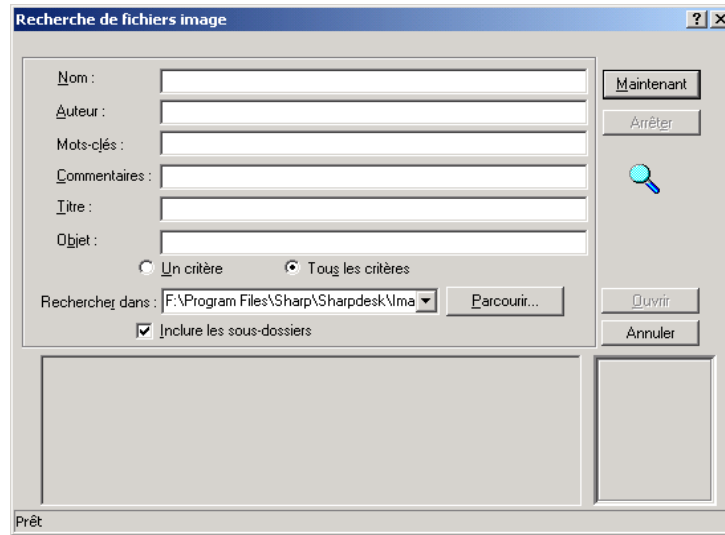 Recherche de fichiers image
Nom :
Maintenant
Auteur :
Arrêter
Mots-clés :
Commentaires :
Titre :
Objet :
Un critère
Tous les critères
Rechercher dans :
F:\Program Files\Sharp\Sharpdesk\Ima
Parcourir...
Ouvrir
Inclure les sous-dossiers
Annuler
Prêt